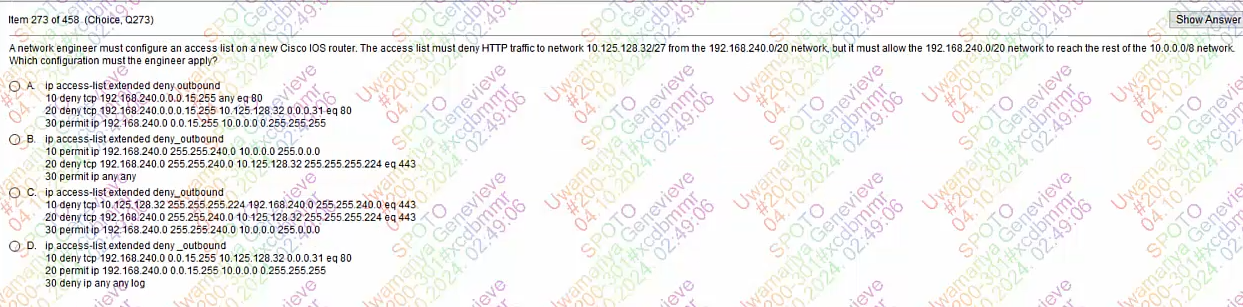 Item 273 of 458 (Choice, Q273)
Show Answer
A network engineer must configure an access list on a new Cisco IOS router. The access list must deny HTTP traffic to network 10.125.128.32/27 from the 192.168.240.0/20 network, but it must allow the 192.168.240.0/20 network to reach the rest of the 10.0.0.0/8 network.
Which configuration must the engineer apply?
A. ip access-list extended deny_outbound
10 deny tcp 192.168.240.0 0.0.15.255 any eq 80
20 deny tcp 192.168.240.0 0.0.15.255 10.125.128.32 0.0.0.31 eq 80
30 permit ip 192.168.240.0 0.0.15.255 10.0.0.0 0.255.255.255
B. ip access-list extended deny_outbound
10 permit ip 192.168.240.0 255.255.240.0 10.0.0.0 255.0.0.0
20 deny tcp 192.168.240.0 255.255.240.0 10.125.128.32 255.255.255.224 eq 443
30 permit ip any any
C. ip access-list extended deny_outbound
10 deny tcp 10.125.128.32 255.255.255.224 192.168.240.0 255.255.240.0 eq 443
20 deny tcp 192.168.240.0 255.255.240.0 10.125.128.32 255.255.255.224 eq 443
30 permit ip 192.168.240.0 255.255.240.0 10.0.0.0 255.0.0.0
D. ip access-list extended deny _outbound
10 deny tcp 192.168.240.0 0.0.15.255 10.125.128.32 0.0.0.31 eq 80
20 permit ip 192.168.240.0 0.0.15.255 10.0.0.0 0.255.255.255
30 deny ip any any log
SPOTO
Uwamariya Genevieve
#200-301#xcdbmmr
04.10.2024. 02:49:06